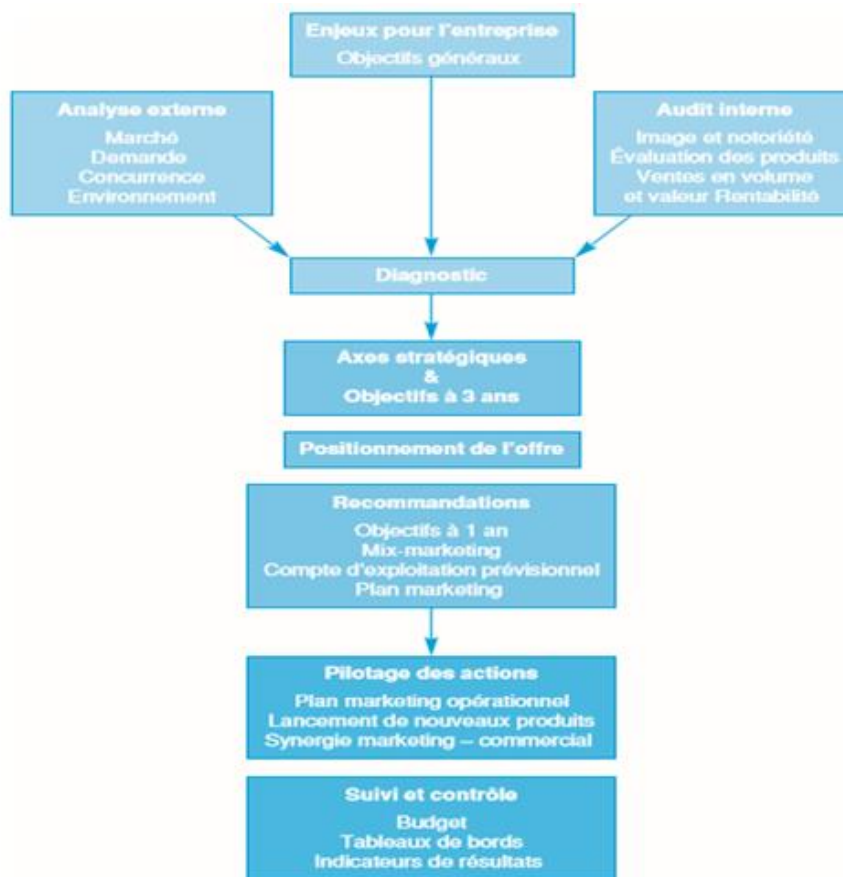 Enjeux pour l'entreprise
Objectifs généraux
Analyse externe
Marché
Demande
Concurrence
Environnement
Audit interne
Image et notoriété
Évaluation des produits
Ventes en volume
et valeur Rentabilité
Diagnostic
Axes stratégiques
&
Objectifs à 3 ans
Positionnement de l'offre
Recommandations
Objectifs à 1 an
Mix-marketing
Compte d'exploitation prévisionnel
Plan marketing
Pilotage des actions
Plan marketing opérationnel
Lancement de nouveaux produits
Synergie marketing – commercial
Suivi et contrôle
Budget
Tableaux de bords
Indicateurs de résultats